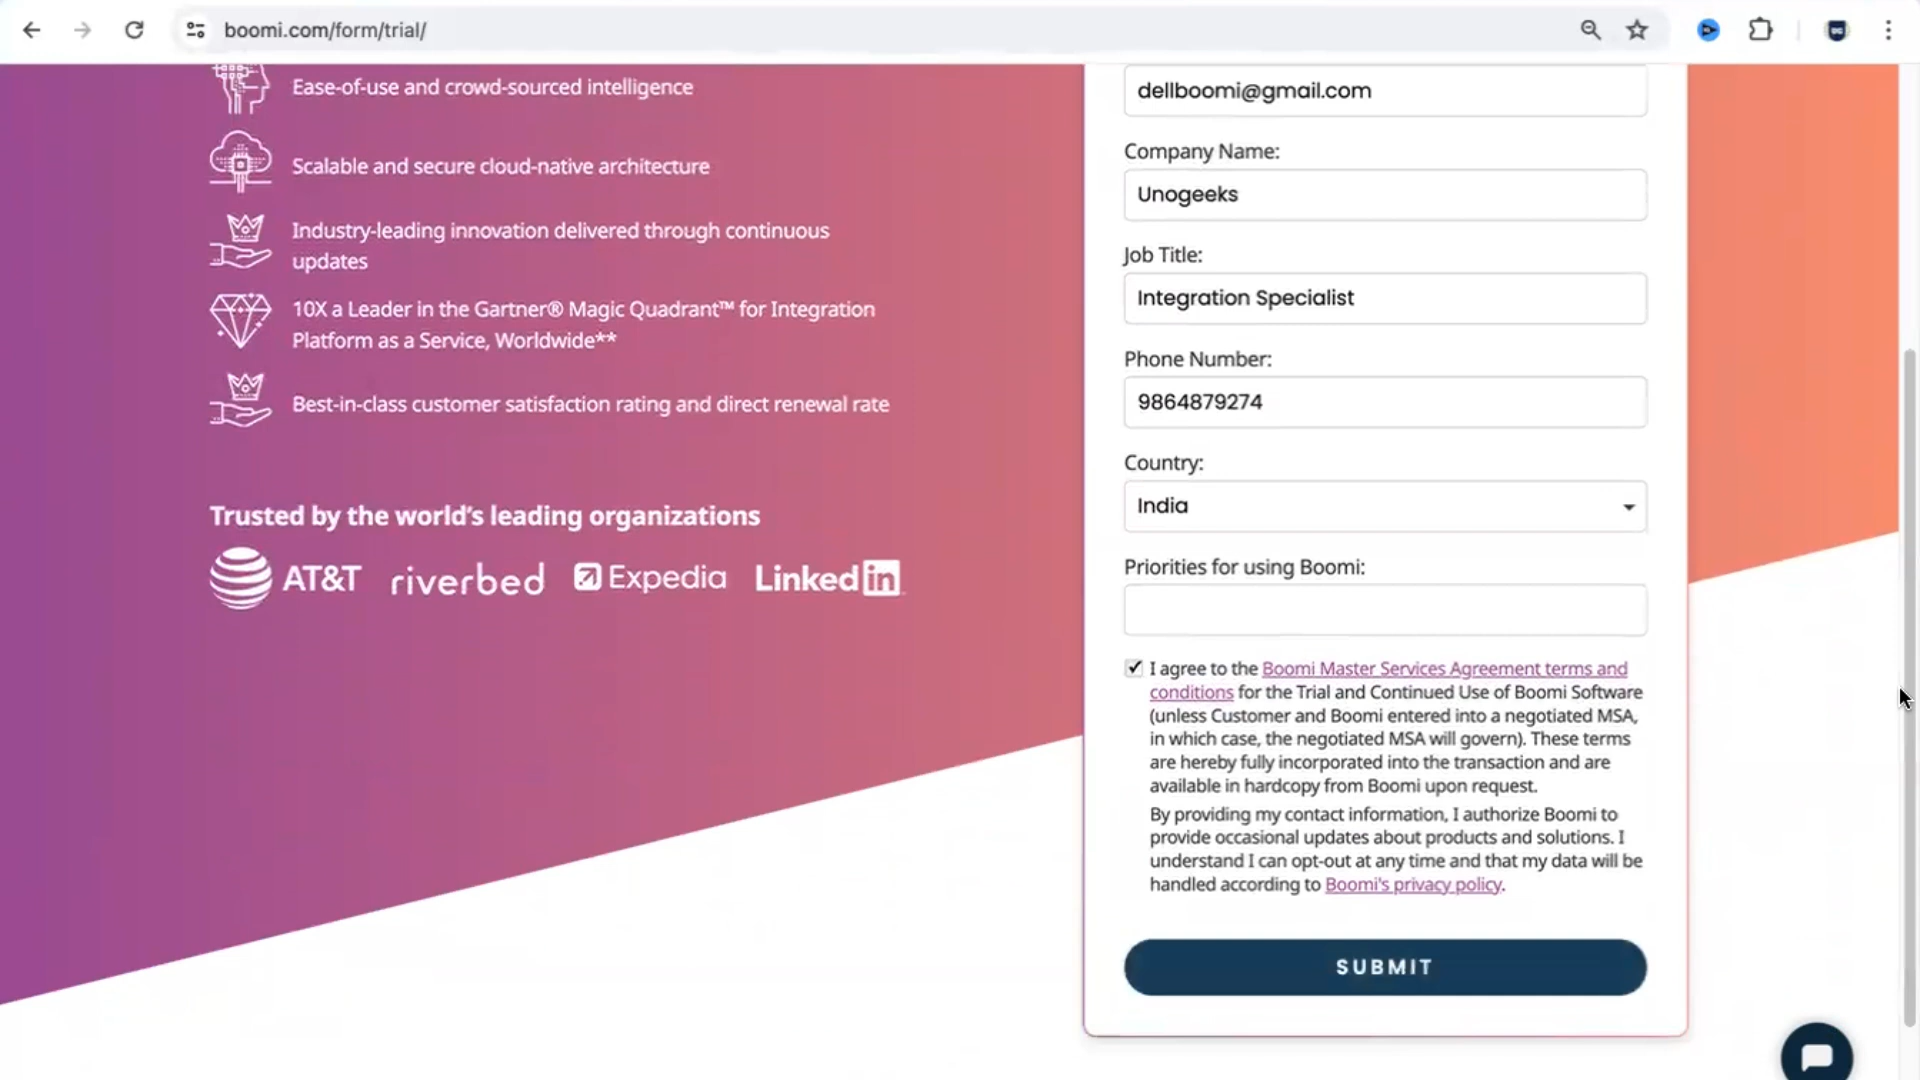 boomi.com/form/trial/
Ease-of-use and crowd-sourced intelligence
Scalable and secure cloud-native architecture
Industry-leading innovation delivered through continuous
updates
10X a Leader in the Gartner® Magic Quadrant™ for Integration
Platform as a Service, Worldwide**
Best-in-class customer satisfaction rating and direct renewal rate
Trusted by the world's leading organizations
AT&T riverbed Expedia Linked in
dellboomi@gmail.com
Company Name:
Unogeeks
Job Title:
Integration Specialist
Phone Number:
9864879274
Country:
India
Priorities for using Boomi:
I agree to the Boomi Master Services Agreement terms and
conditions for the Trial and Continued Use of Boomi Software
(unless Customer and Boomi entered into a negotiated MSA,
in which case, the negotiated MSA will govern). These terms
are hereby fully incorporated into the transaction and are
available in hardcopy from Boomi upon request.
By providing my contact information, I authorize Boomi to
provide occasional updates about products and solutions. I
understand I can opt-out at any time and that my data will be
handled according to Boomi's privacy policy.
SUBMIT